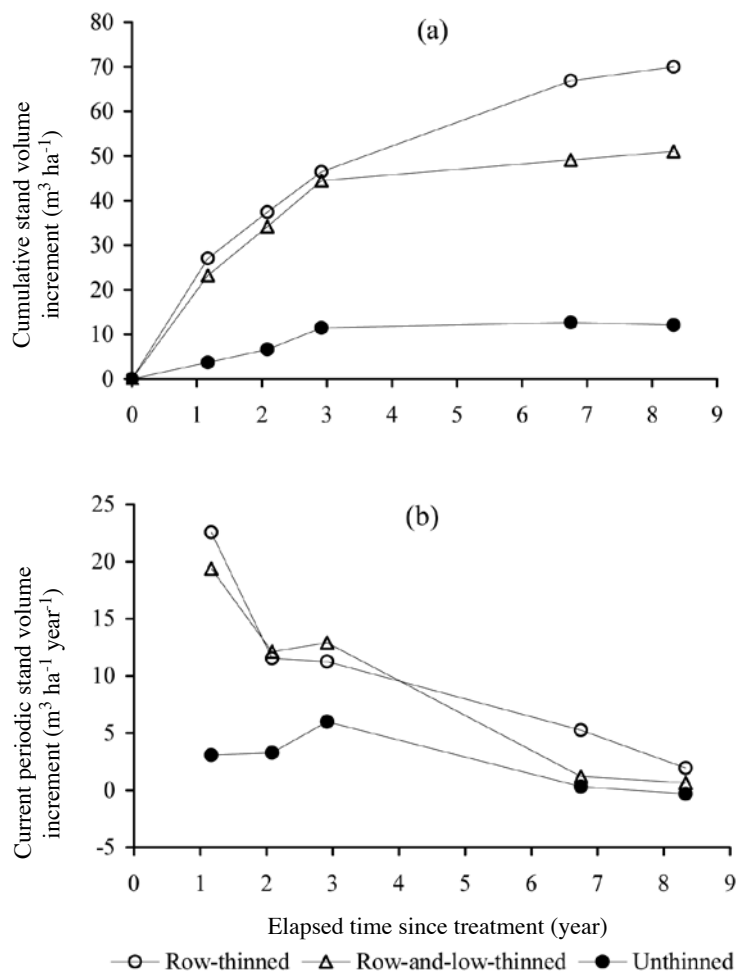 (a)
Cumulative stand volume
increment (m³ ha⁻¹)
80
70
60
50
40
30
20
10
0
0 1 2 3 4 5 6 7 8 9
(b)
Current periodic stand volume
increment (m³ ha⁻¹ year⁻¹)
25
20
15
10
5
0
-5
0 1 2 3 4 5 6 7 8 9
Elapsed time since treatment (year)
Row-thinned Row-and-low-thinned Unthinned